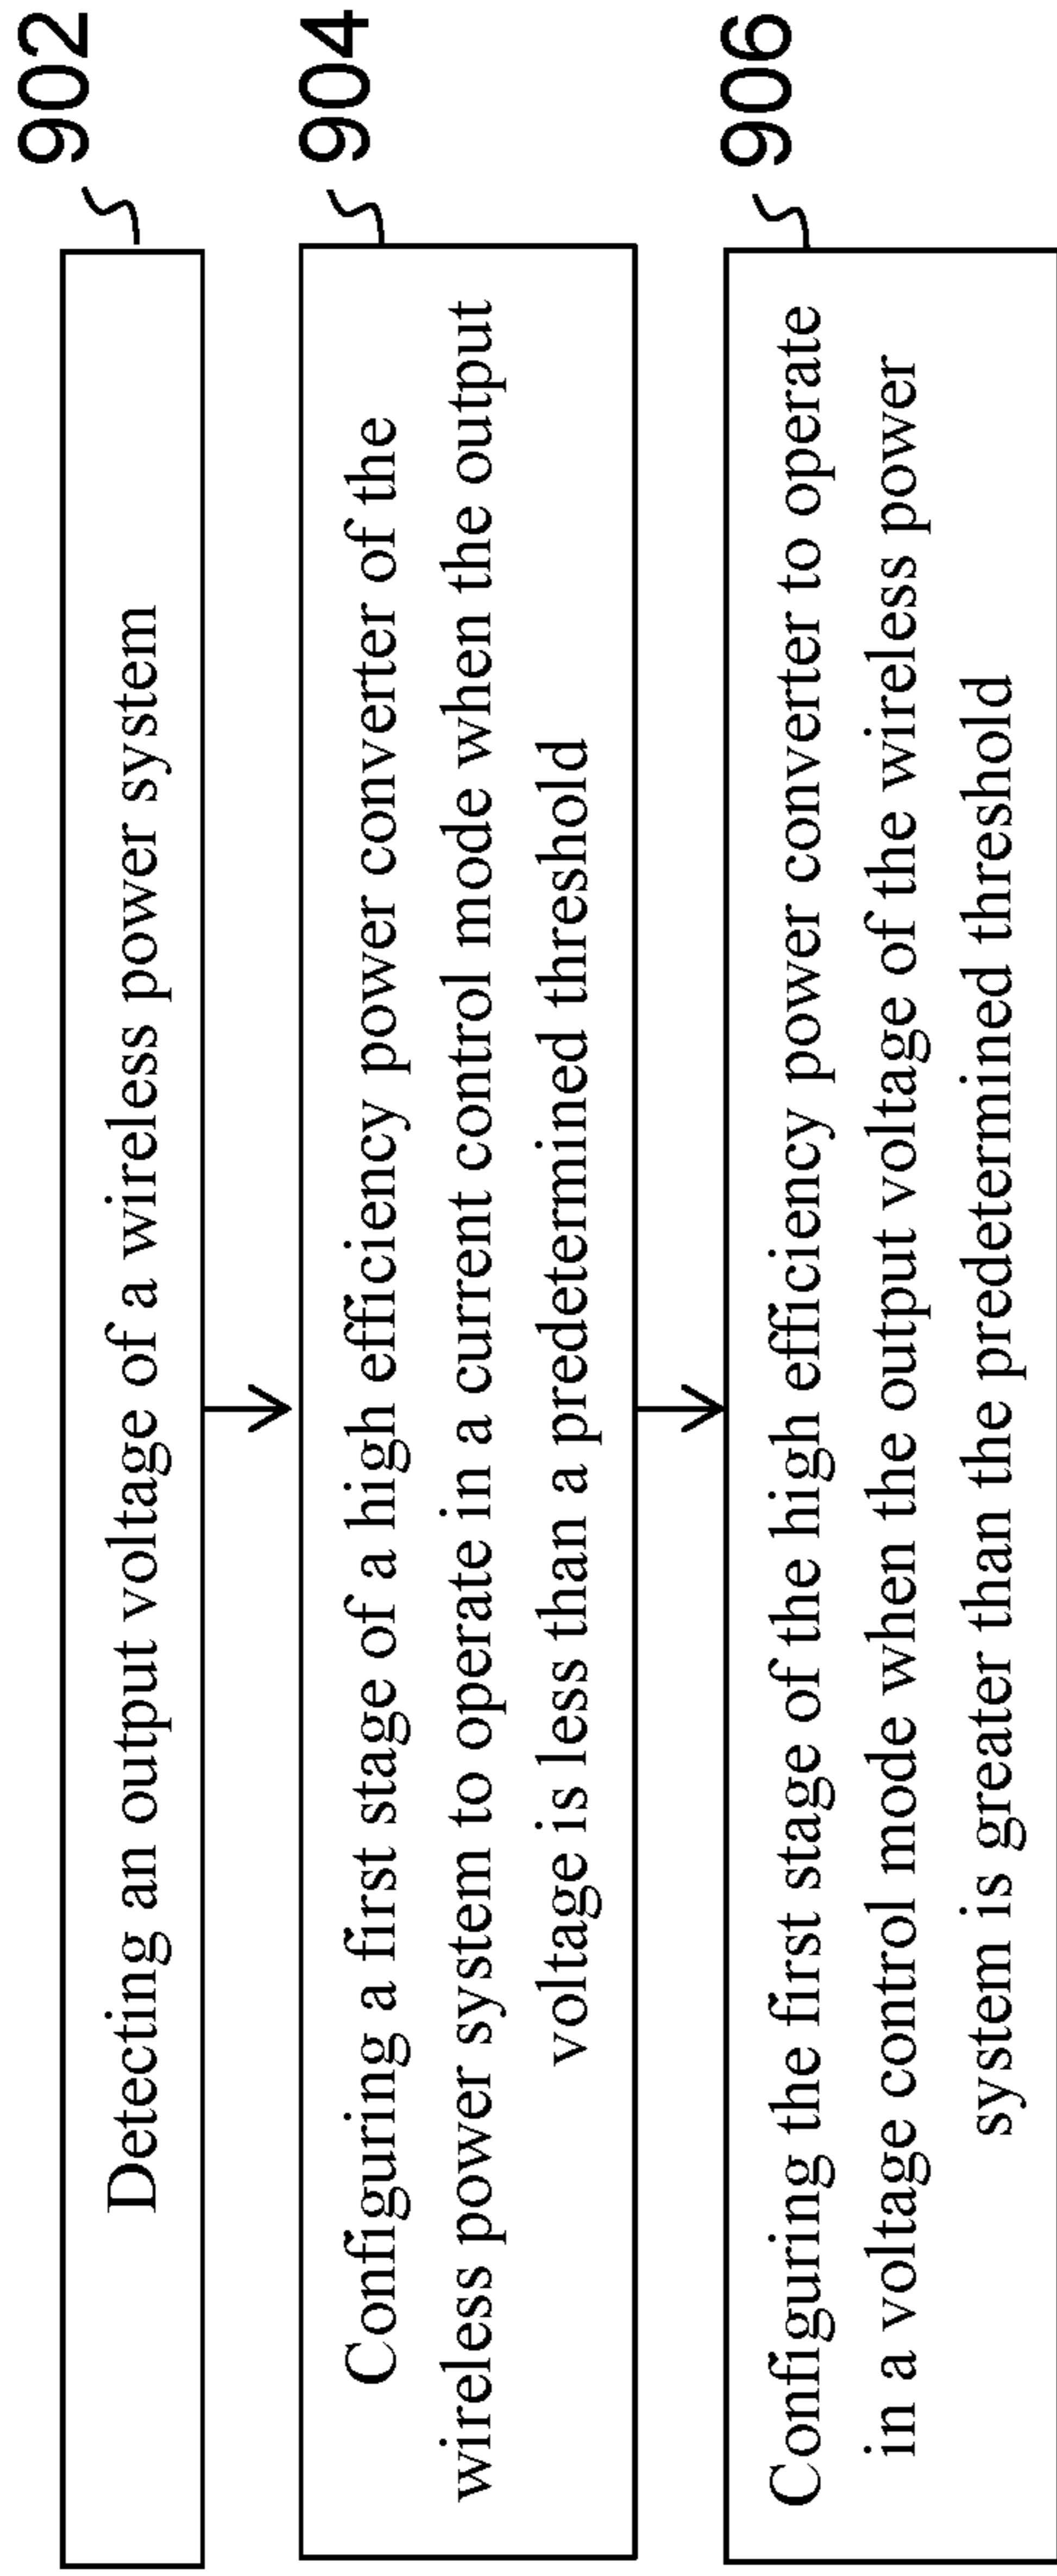 Detecting an output voltage of a wireless power system
902
Configuring a first stage of a high efficiency power converter of the
wireless power system to operate in a current control mode when the output
voltage is less than a predetermined threshold
904
Configuring the first stage of the high efficiency power converter to operate
in a voltage control mode when the output voltage of the wireless power
system is greater than the predetermined threshold
906